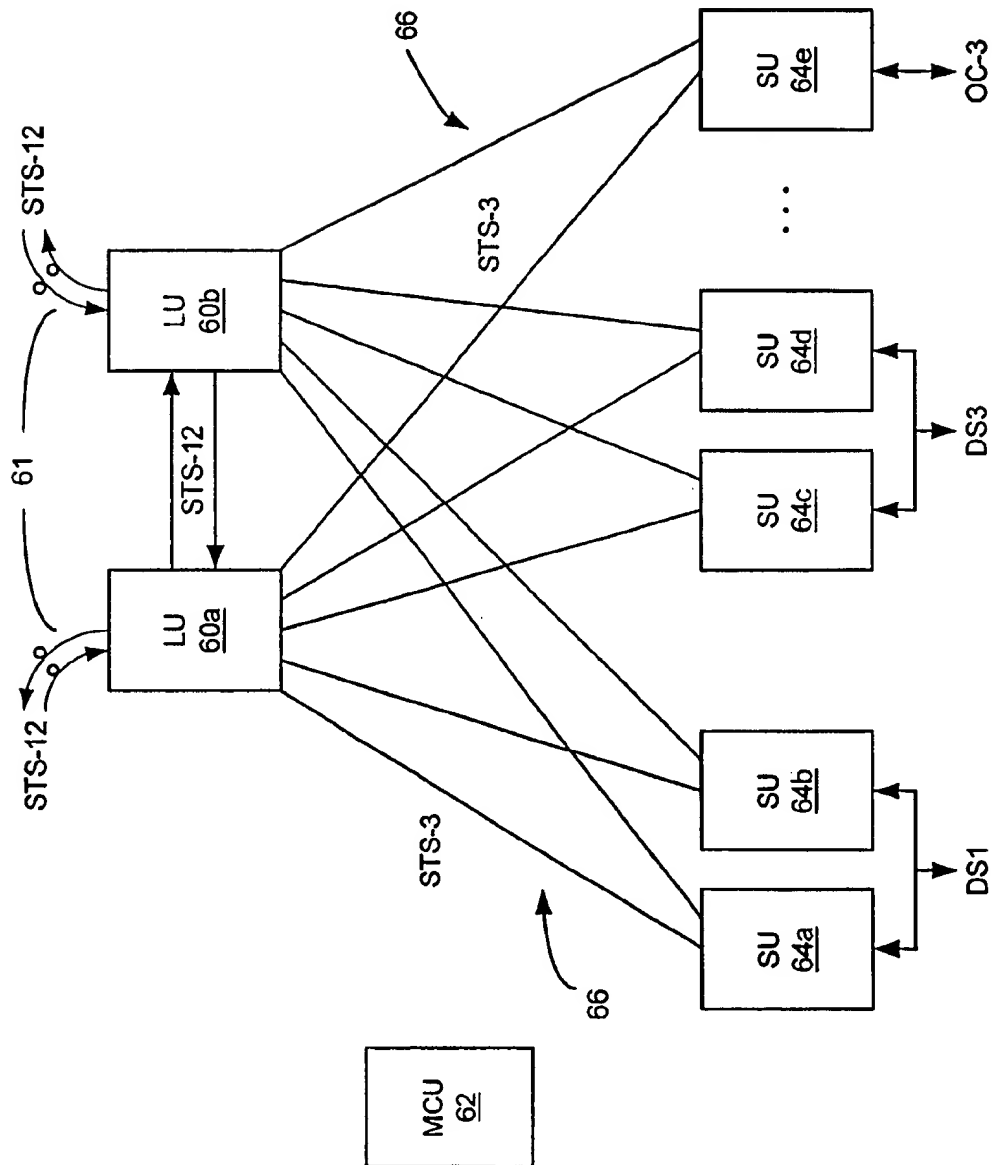 61
STS-12
STS-12
LU
60a
STS-12
LU
60b
66
STS-3
STS-3
66
MCU
62
SU
64a
SU
64b
SU
64c
SU
64d
...
SU
64e
DS1
DS3
OC-3